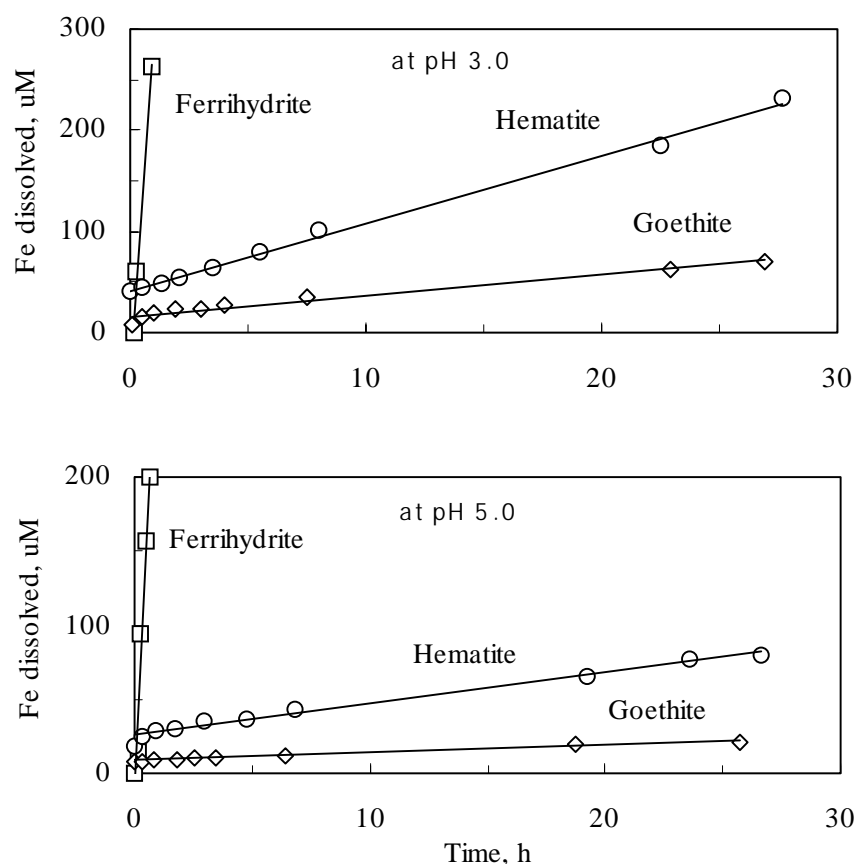 300
at pH 3.0
Ferrihydrite
Hematite
200
Goethite
100
0
Fe dissolved, uM
0 10 20 30
200
at pH 5.0
Ferrihydrite
100
Hematite
Goethite
0
Fe dissolved, uM
0 10 20 30
Time, h